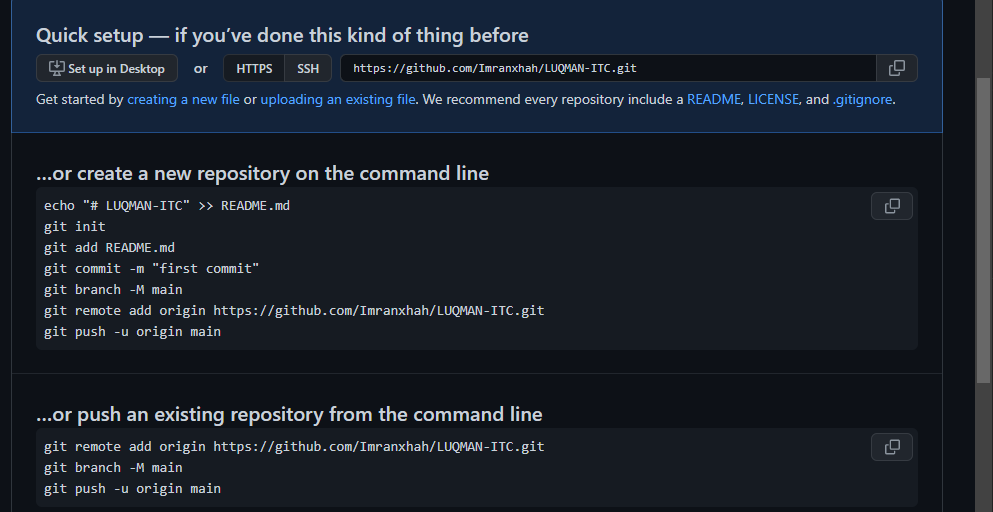 Quick setup — if you’ve done this kind of thing before
Set up in Desktop or HTTPS SSH https://github.com/Imranxhah/LUQMAN-ITC.git
Get started by creating a new file or uploading an existing file. We recommend every repository include a README, LICENSE, and .gitignore.
…or create a new repository on the command line
echo "# LUQMAN-ITC" >> README.md
git init
git add README.md
git commit -m "first commit"
git branch -M main
git remote add origin https://github.com/Imranxhah/LUQMAN-ITC.git
git push -u origin main
…or push an existing repository from the command line
git remote add origin https://github.com/Imranxhah/LUQMAN-ITC.git
git branch -M main
git push -u origin main